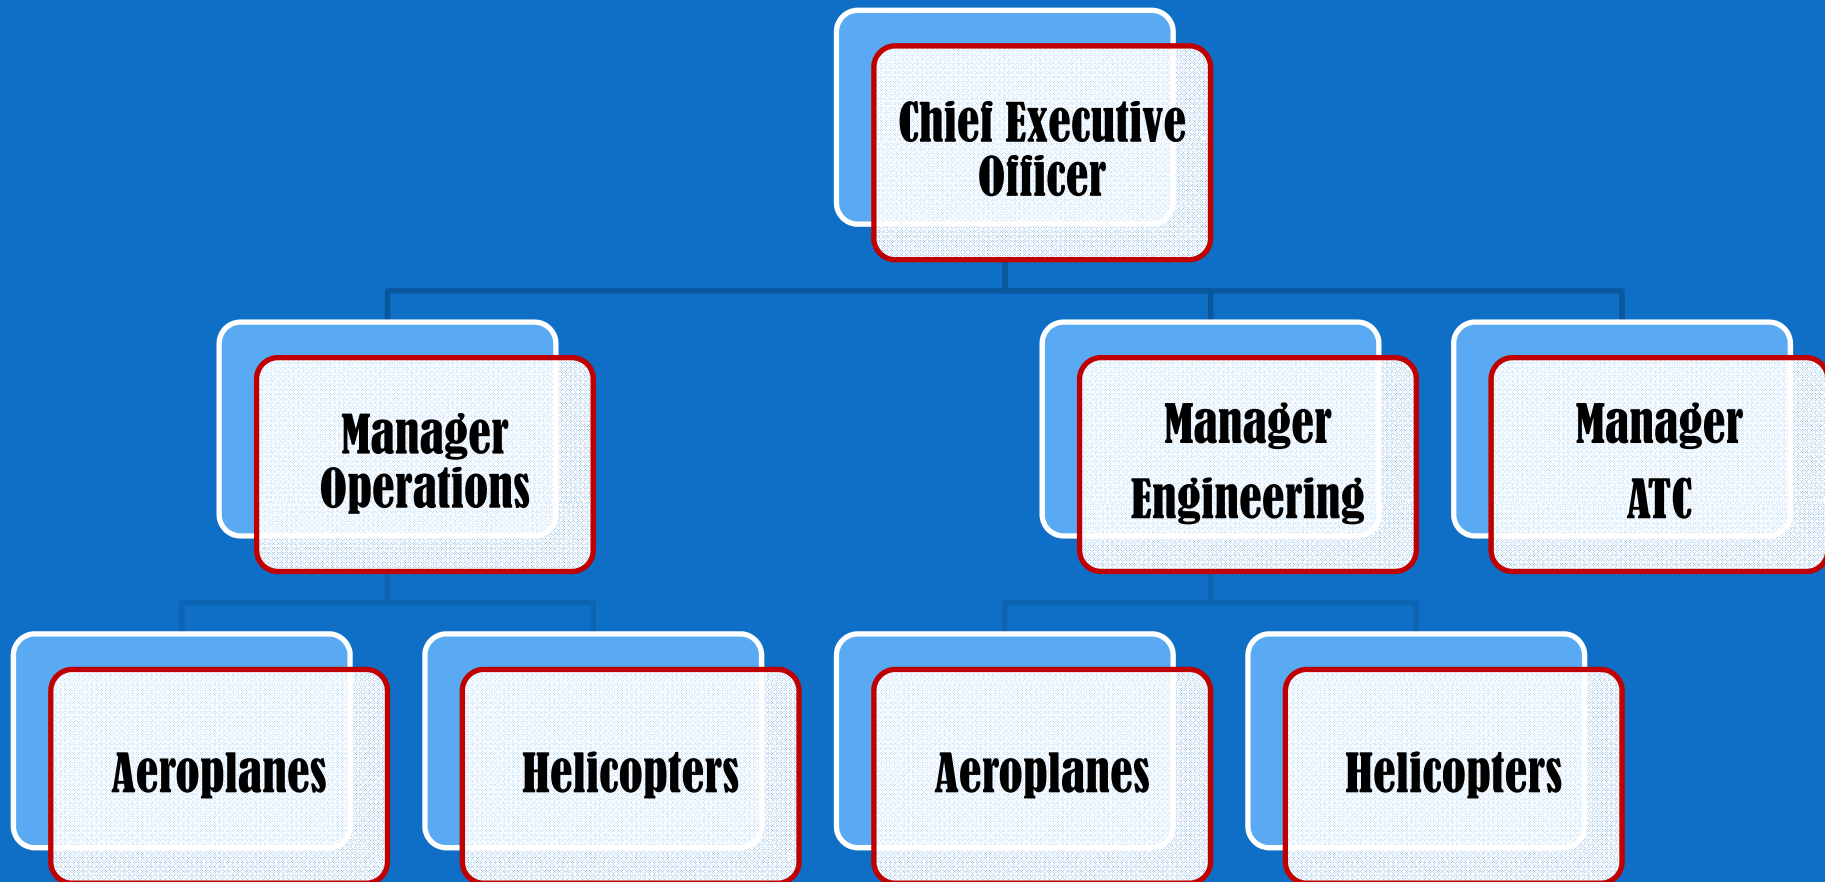 Chief Executive
Officer
Manager
Operations
Manager
Engineering
Manager
ATC
Aeroplanes
Helicopters
Aeroplanes
Helicopters